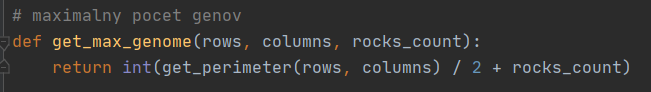 # maximalny pocet genov
def get_max_genome(rows, columns, rocks_count):
    return int(get_perimeter(rows, columns) / 2 + rocks_count)